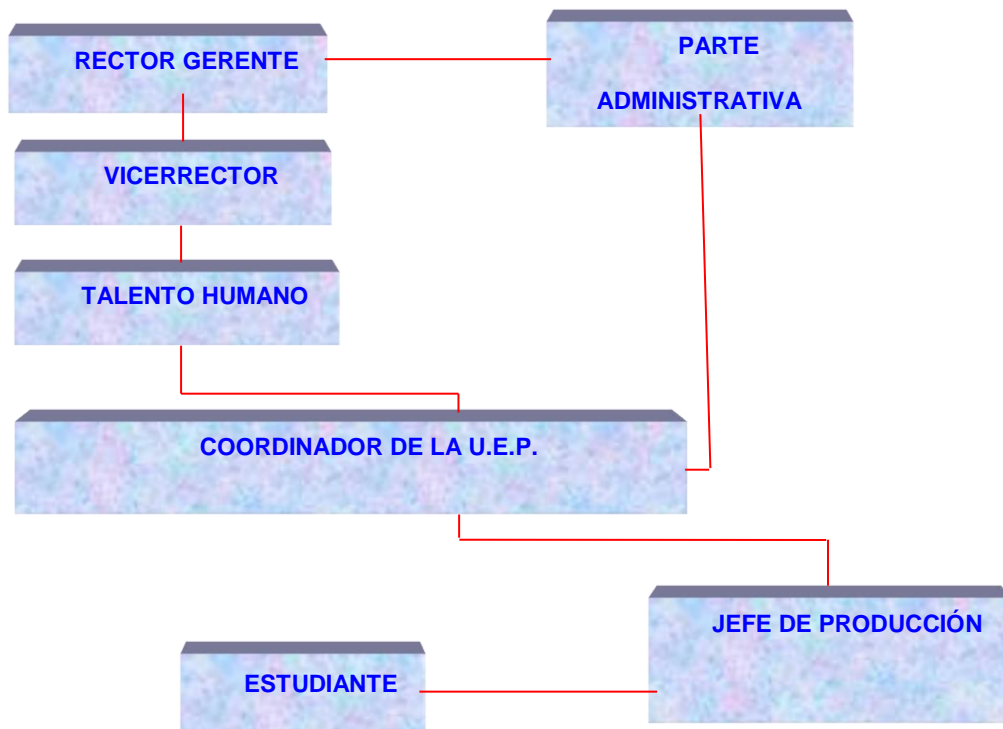 RECTOR GERENTE
PARTE
ADMINISTRATIVA
VICERRECTOR
TALENTO HUMANO
COORDINADOR DE LA U.E.P.
JEFE DE PRODUCCIÓN
ESTUDIANTE